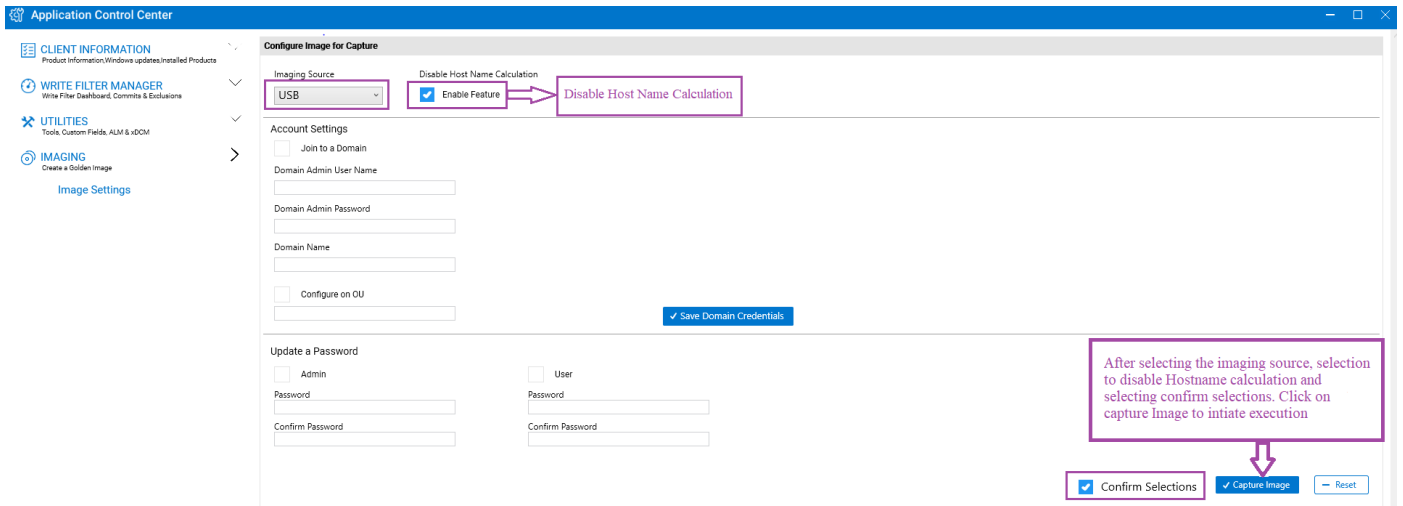 Application Control Center
CLIENT INFORMATION
Product Information,Windows updates,Installed Products
WRITE FILTER MANAGER
Write Filter Dashboard, Commits & Exclusions
UTILITIES
Tools, Custom Fields, ALM & xDCM
IMAGING
Create a Golden Image
Image Settings
Configure Image for Capture
Imaging Source
USB
Disable Host Name Calculation
Enable Feature
Disable Host Name Calculation
Account Settings
Join to a Domain
Domain Admin User Name
Domain Admin Password
Domain Name
Configure on OU
Save Domain Credentials
Update a Password
Admin
User
Password
Password
Confirm Password
Confirm Password
After selecting the imaging source, selection
to disable Hostname calculation and
selecting confirm selections. Click on
capture Image to intiate execution
Confirm Selections
Capture Image
Reset